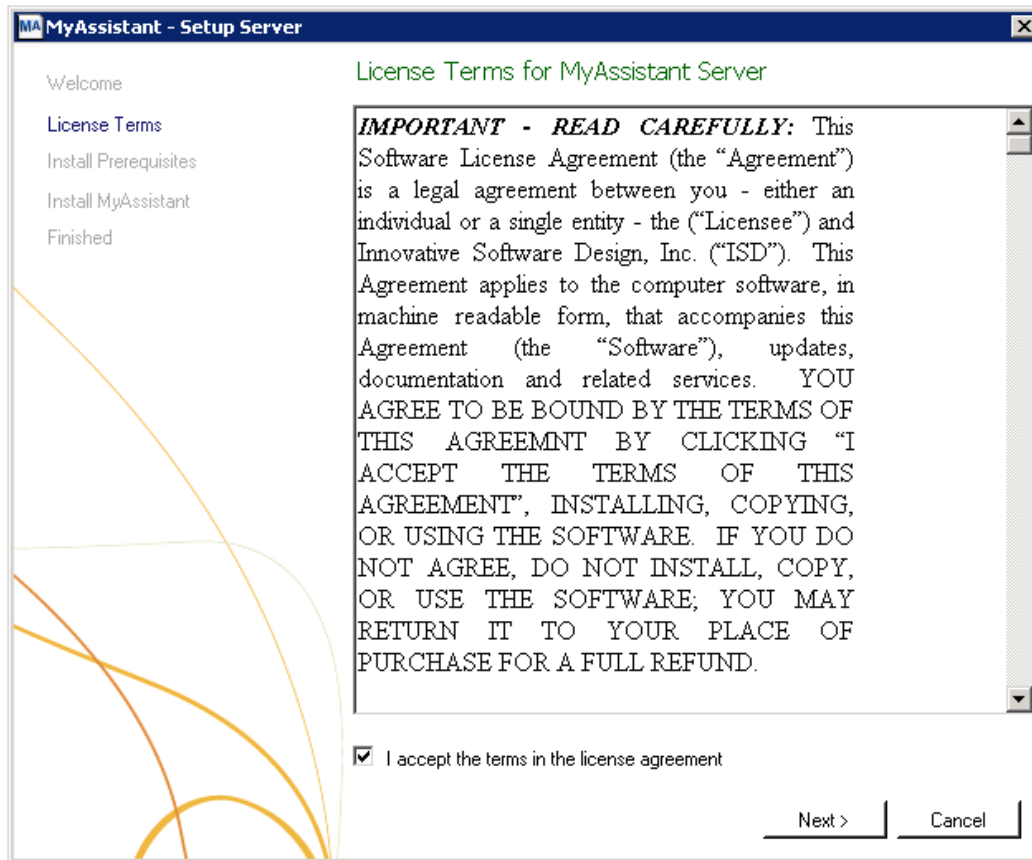 MA MyAssistant - Setup Server
Welcome
License Terms
Install Prerequisites
Install MyAssistant
Finished
License Terms for MyAssistant Server
IMPORTANT - READ CAREFULLY: This
Software License Agreement (the “Agreement”)
is a legal agreement between you - either an
individual or a single entity - the (“Licensee”) and
Innovative Software Design, Inc. (“ISD”). This
Agreement applies to the computer software, in
machine readable form, that accompanies this
Agreement (the “Software”), updates,
documentation and related services. YOU
AGREE TO BE BOUND BY THE TERMS OF
THIS AGREEMNT BY CLICKING “I
ACCEPT THE TERMS OF THIS
AGREEMENT”, INSTALLING, COPYING,
OR USING THE SOFTWARE. IF YOU DO
NOT AGREE, DO NOT INSTALL, COPY,
OR USE THE SOFTWARE; YOU MAY
RETURN IT TO YOUR PLACE OF
PURCHASE FOR A FULL REFUND.
I accept the terms in the license agreement
Next >
Cancel